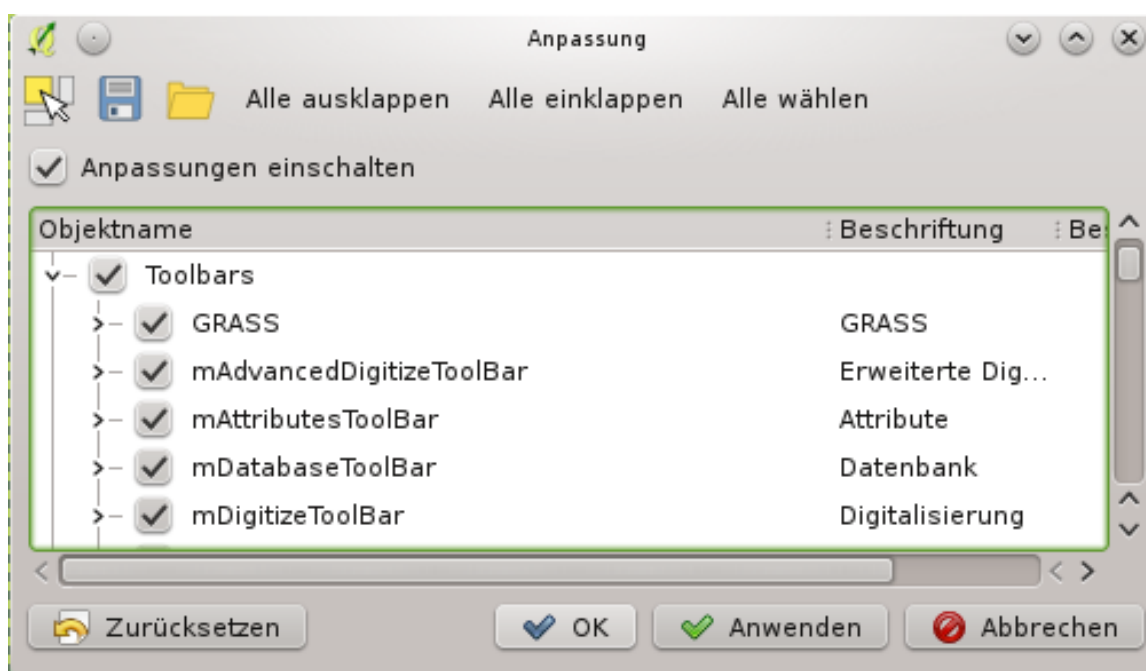 Anpassung
Alle ausklappen Alle einklappen Alle wählen
Anpassungen einschalten
Objektname Beschriftung Be
Toolbars
GRASS GRASS
mAdvancedDigitizeToolBar Erweiterte Dig...
mAttributesToolBar Attribute
mDatabaseToolBar Datenbank
mDigitizeToolBar Digitalisierung
Zurücksetzen OK Anwenden Abbrechen